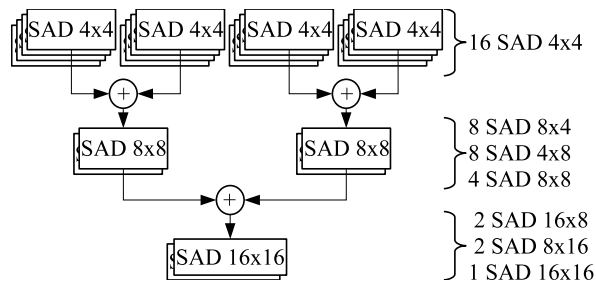 SAD 4x4 SAD 4x4 SAD 4x4 SAD 4x4
16 SAD 4x4
+ +
8 SAD 8x4
SAD 8x8 SAD 8x8
8 SAD 4x8
4 SAD 8x8
+
2 SAD 16x8
2 SAD 8x16
SAD 16x16
1 SAD 16x16